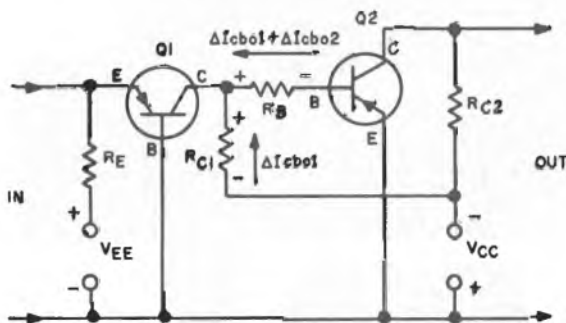 Q2
ΔIcbo1+ΔIcbo2
Q1
C
E
C
+
=
B
RB
RC2
B
+
E
RE
RC1
ΔIcbo1
-
OUT
IN
+
-
VEE
VCC
-
+